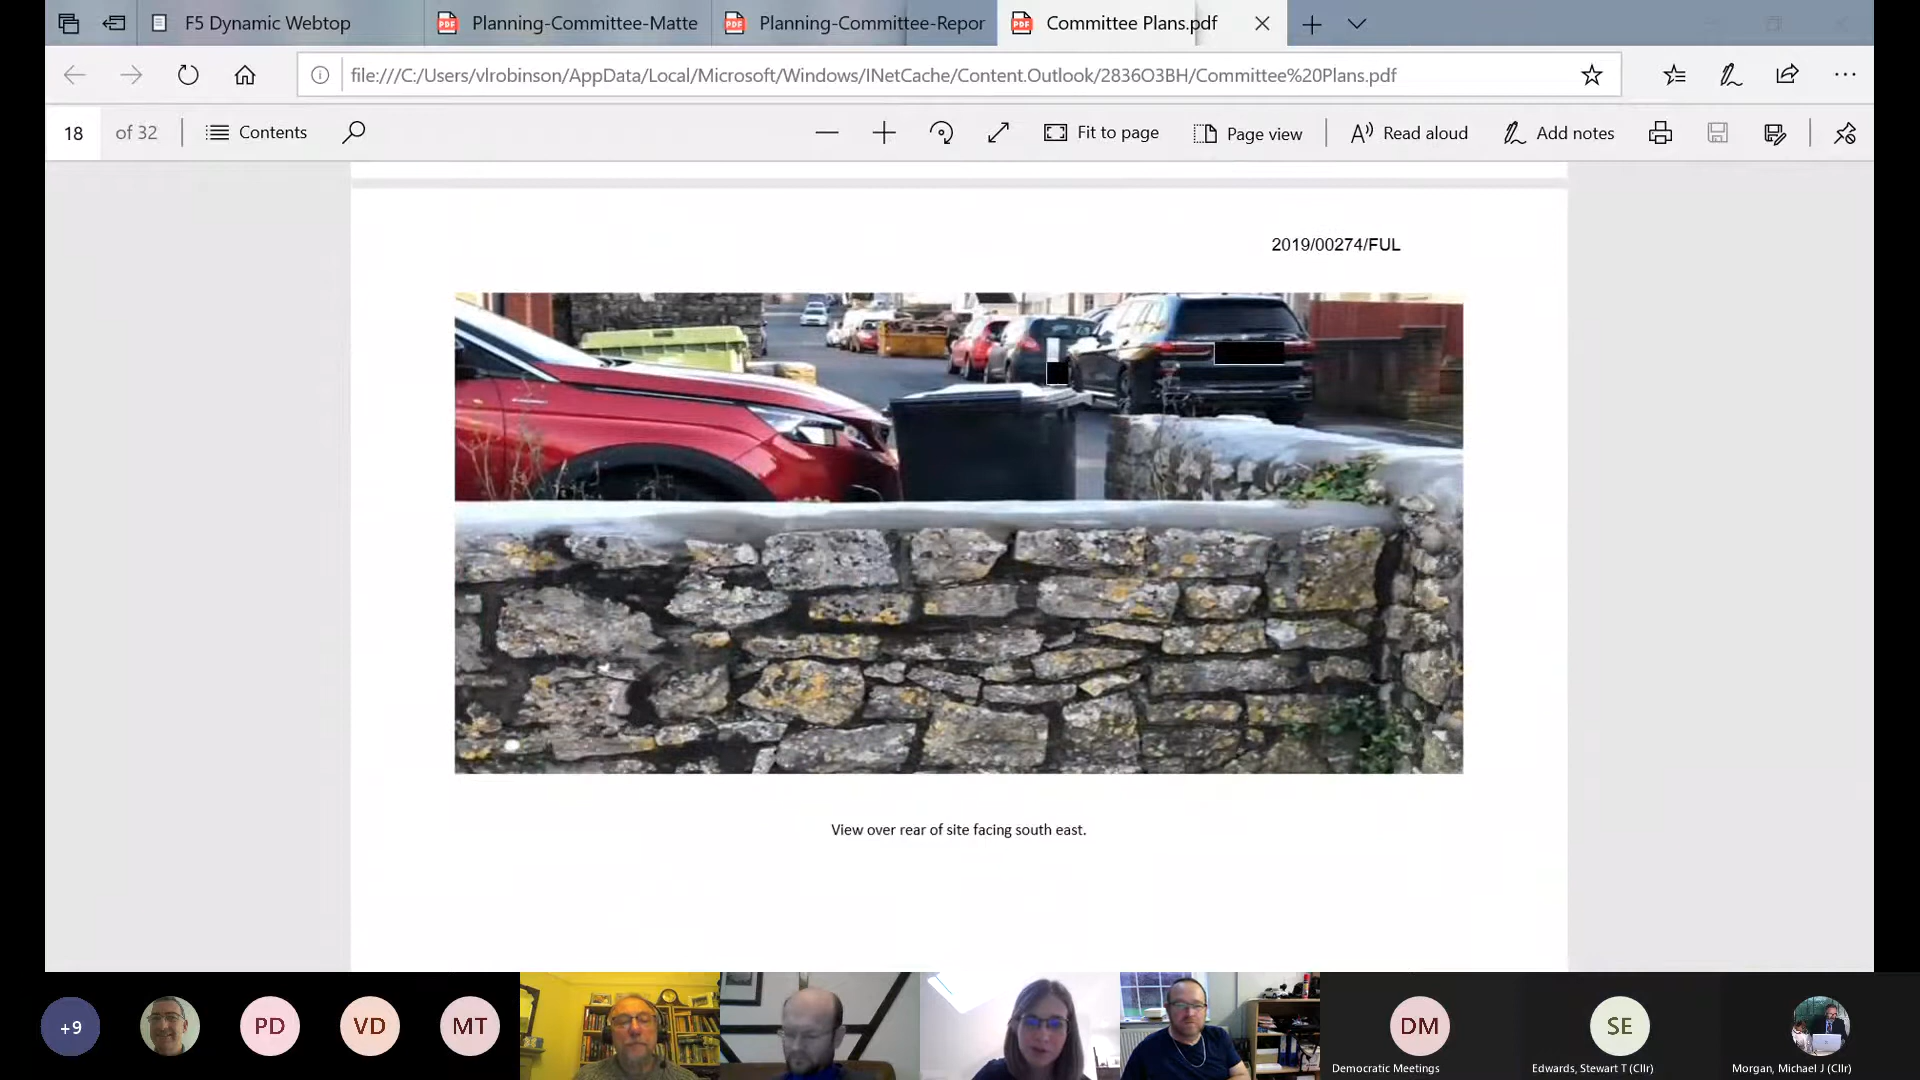 F5 Dynamic Webtop
Planning-Committee-Matte
Planning-Committee-Repor
Committee Plans.pdf
file:///C:/Users/vlrobinson/AppData/Local/Microsoft/Windows/INetCache/Content.Outlook/2836O3BH/Committee%20Plans.pdf
18 of 32
Contents
Fit to page
Page view
Read aloud
Add notes
2019/00274/FUL
View over rear of site facing south east.
+9
PD
VD
MT
DM
SE
Democratic Meetings
Edwards, Stewart T (Cllr)
Morgan, Michael J (Cllr)